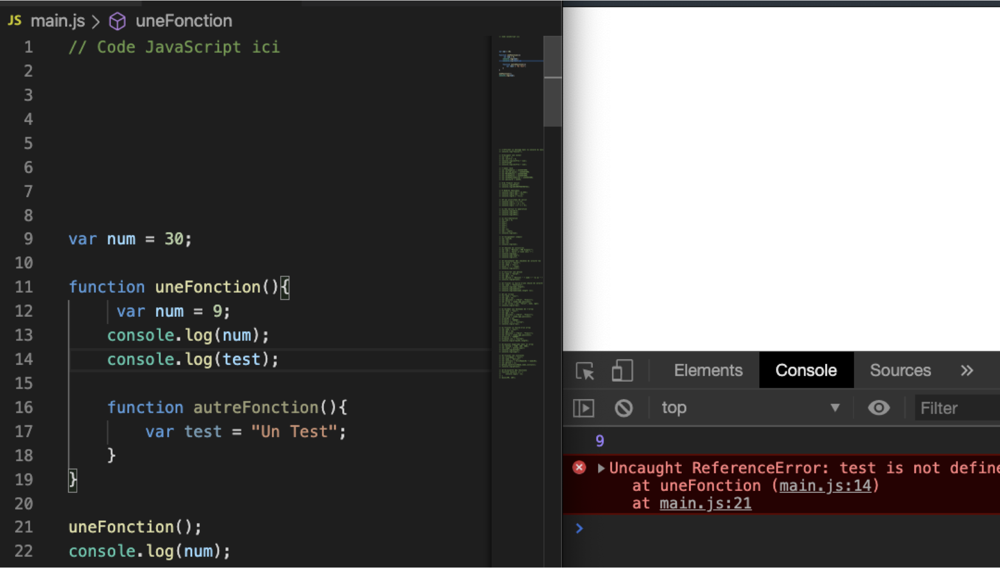 JS main.js > uneFonction
1 // Code JavaScript ici
2
3
4
5
6
7
8
9 var num = 30;
10
11 function uneFonction(){
12 var num = 9;
13 console.log(num);
14 console.log(test);
15
16 function autreFonction(){
17 var test = "Un Test";
18 }
19 }
20
21 uneFonction();
22 console.log(num);
Elements Console Sources »
top Filter
9
Uncaught ReferenceError: test is not define
at uneFonction (main.js:14)
at main.js:21
>